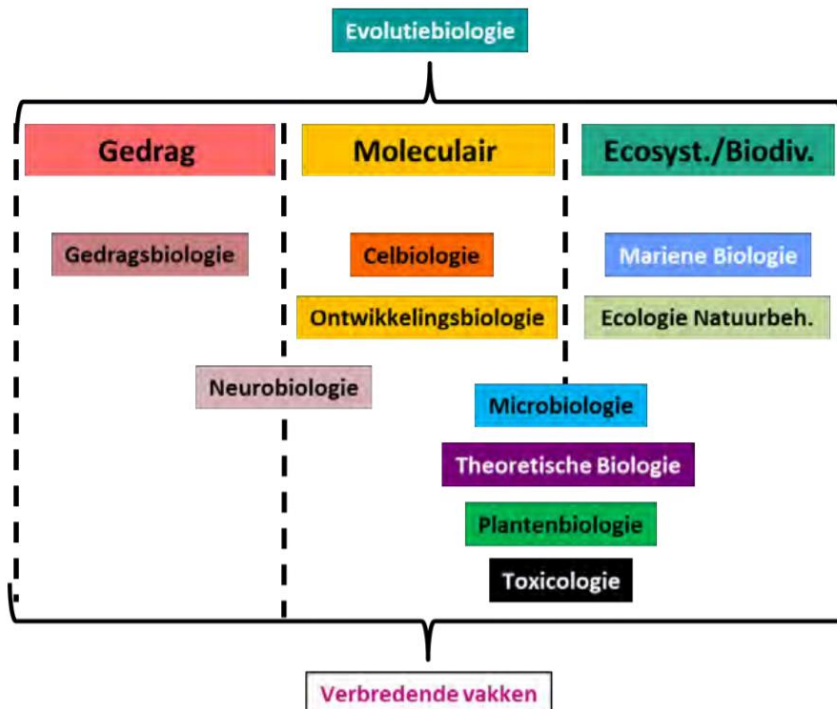 Evolutiebiologie
Gedrag
Moleculair
Ecosyst./Biodiv.
Gedragsbiologie
Celbiologie
Mariene Biologie
Ontwikkelingsbiologie
Ecologie Natuurbeh.
Neurobiologie
Microbiologie
Theoretische Biologie
Plantenbiologie
Toxicologie
Verbredende vakken